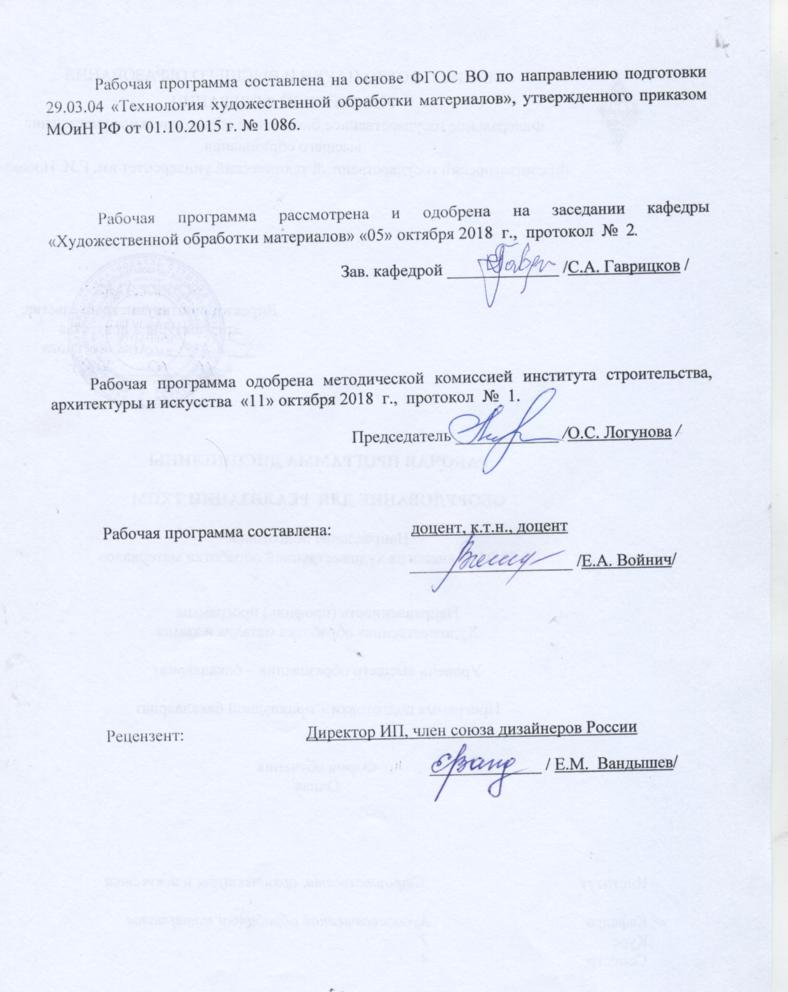 Рабочая программа составлена на основе ФГОС ВО по направлению подготовки
29.03.04 «Технология художественной обработки материалов», утвержденного приказом
МОиН РФ от 01.10.2015 г. № 1086.
Рабочая программа рассмотрена и одобрена на заседании кафедры
«Художественной обработки материалов» «05» октября 2018 г., протокол № 2.
Зав. кафедрой /С.А. Гаврицков /
Рабочая программа одобрена методической комиссией института строительства,
архитектуры и искусства «11» октября 2018 г., протокол № 1.
Председатель /О.С. Логунова /
Рабочая программа составлена: доцент, к.т.н., доцент
/Е.А. Войнич/
Рецензент: Директор ИП, член союза дизайнеров России
/ Е.М. Вандышев/